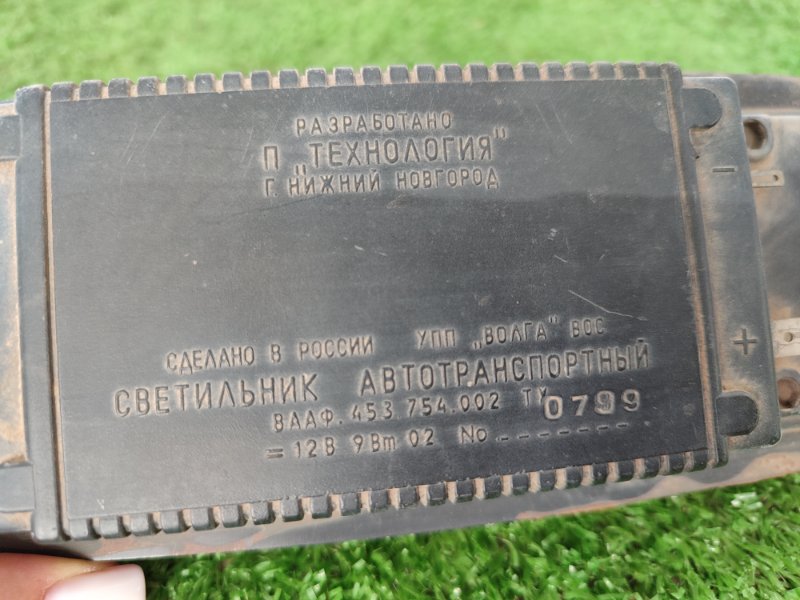 РАЗРАБОТАНО
П „ТЕХНОЛОГИЯ"
Г. НИЖНИЙ НОВГОРОД
−
СДЕЛАНО В РОССИИ УПП „ВОЛГА" ВОС
+
СВЕТИЛЬНИК АВТОТРАНСПОРТНЫЙ
ВААФ. 453 754.002 ТУ 0799
= 12В 9Вт 02 No -------